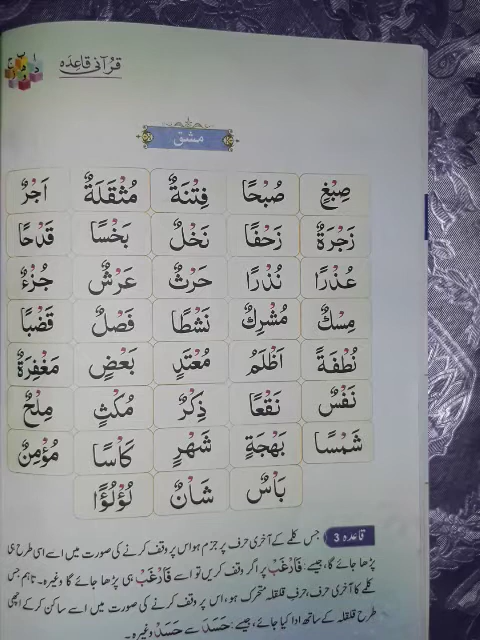 قرآنی قاعدہ
مشق
صِبْغٍ صُبْحًا فِتْنَةٌ مُثْقَلَةٌ اَجْرٌ
زَجْرَةٌ زَحْفًا نَخْلٌ بَخْسًا قَدْحًا
عُذْرًا نُذْرًا حَرْثٌ عَرْشٌ جُزْءٌ
مِسْكٌ مُشْرِكٌ نَشْطًا فَصْلٌ قَضْبًا
نُطْفَةً اَظْلَمُ مُعْتَدٍ بَعْضٍ مَغْفِرَةٌ
نَفْسٌ نَقْعًا ذِكْرٌ مُكْثٍ مِلْحٌ
شَمْسًا بَهْجَةٍ شَهْرٍ كَاْسًا مُؤْمِنٌ
بَاْسٌ شَاْنٌ لُؤْلُؤًا
قاعدہ 3 جس کلمے کے آخری حرف پر جزم ہو اس پر وقف کرنے کی صورت میں اسے اسی طرح ہی
پڑھا جائے گا، جیسے: فَارْغَبْ پر اگر وقف کریں تو اسے فَارْغَبْ ہی پڑھا جائے گا وغیرہ۔ تاہم جس
کلمے کا آخری حرف، حرفِ قلقلہ متحرک ہو، اس پر وقف کرنے کی صورت میں اسے ساکن کر کے اچھی
طرح قلقلہ کے ساتھ ادا کیا جائے، جیسے: حَسَدَ سے حَسَدْ وغیرہ۔